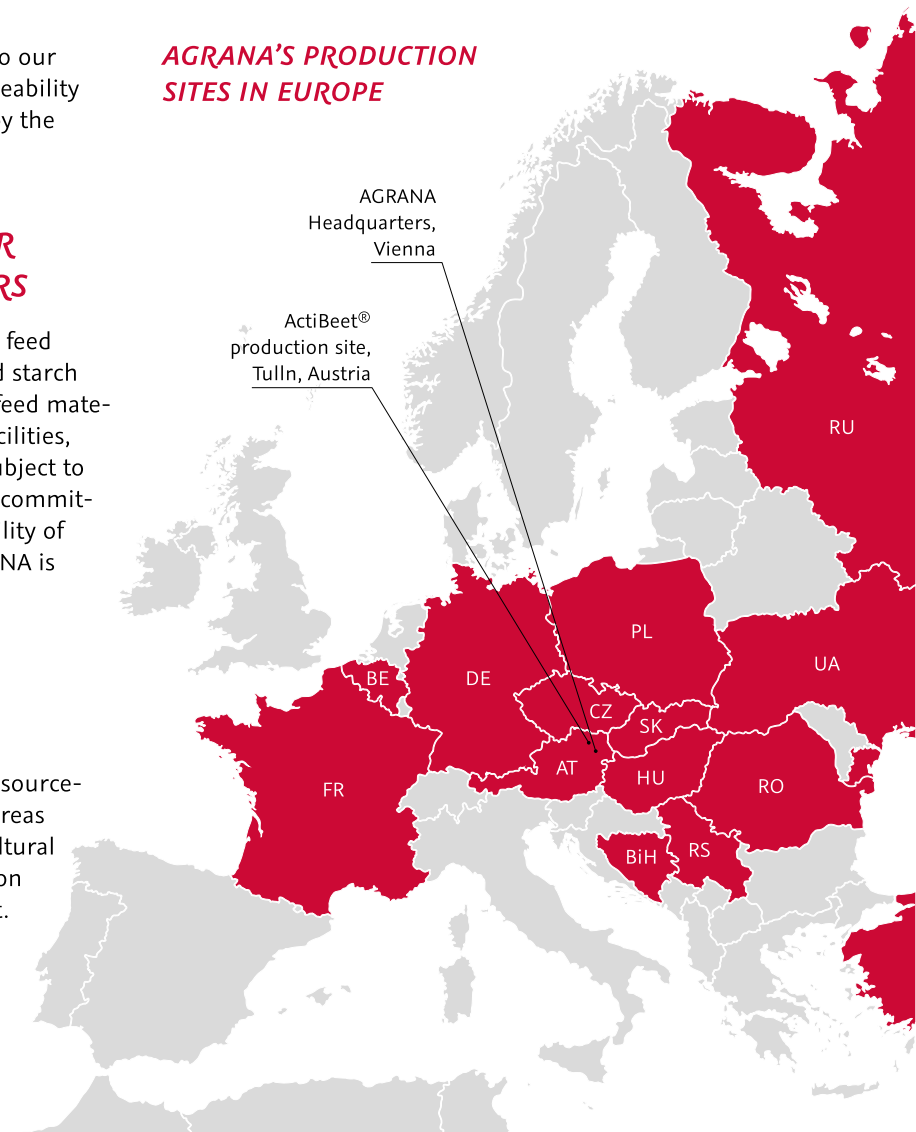 o our
eability
y the
R
RS
feed
d starch
feed mate-
cilities,
ubject to
commit-
lity of
NA is
source-
reas
ltural
on
t.
AGRANA'S PRODUCTION
SITES IN EUROPE
AGRANA
Headquarters,
Vienna
ActiBeet®
production site,
Tulln, Austria
RU
PL
UA
BE
DE
CZ
SK
AT
HU
RO
FR
BiH
RS